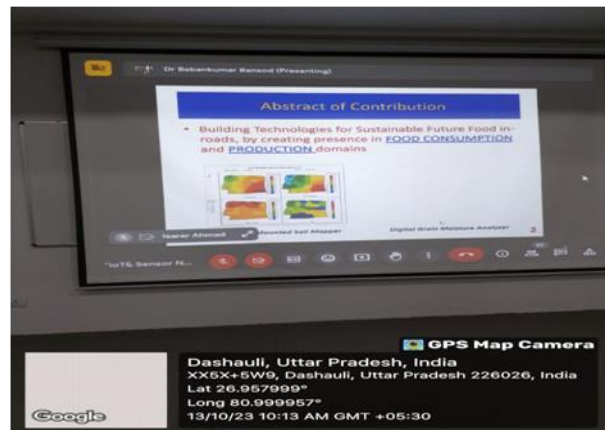 Dr Babankumar Bansod (Presenting)
Abstract of Contribution
• Building Technologies for Sustainable Future Food in-
roads, by creating presence in FOOD CONSUMPTION
and PRODUCTION domains
Israr Ahmad
Mounted Soil Mapper
Digital Grain Moisture Analyzer
2
"IoT& Sensor N...
GPS Map Camera
Dashauli, Uttar Pradesh, India
XX5X+5W9, Dashauli, Uttar Pradesh 226026, India
Lat 26.957999°
Long 80.999957°
13/10/23 10:13 AM GMT +05:30
Google